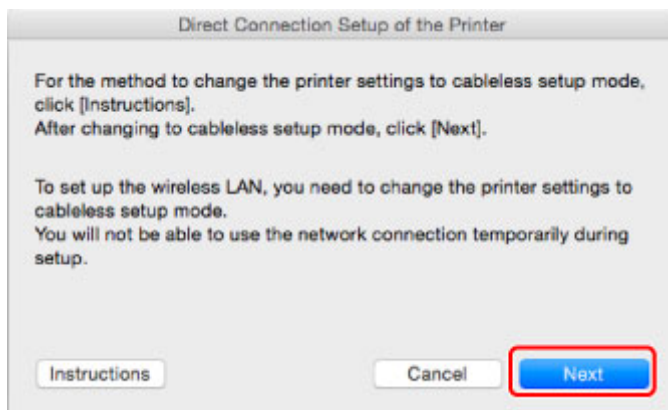 Direct Connection Setup of the Printer
For the method to change the printer settings to cableless setup mode,
click [Instructions].
After changing to cableless setup mode, click [Next].
To set up the wireless LAN, you need to change the printer settings to
cableless setup mode.
You will not be able to use the network connection temporarily during
setup.
Instructions
Cancel
Next